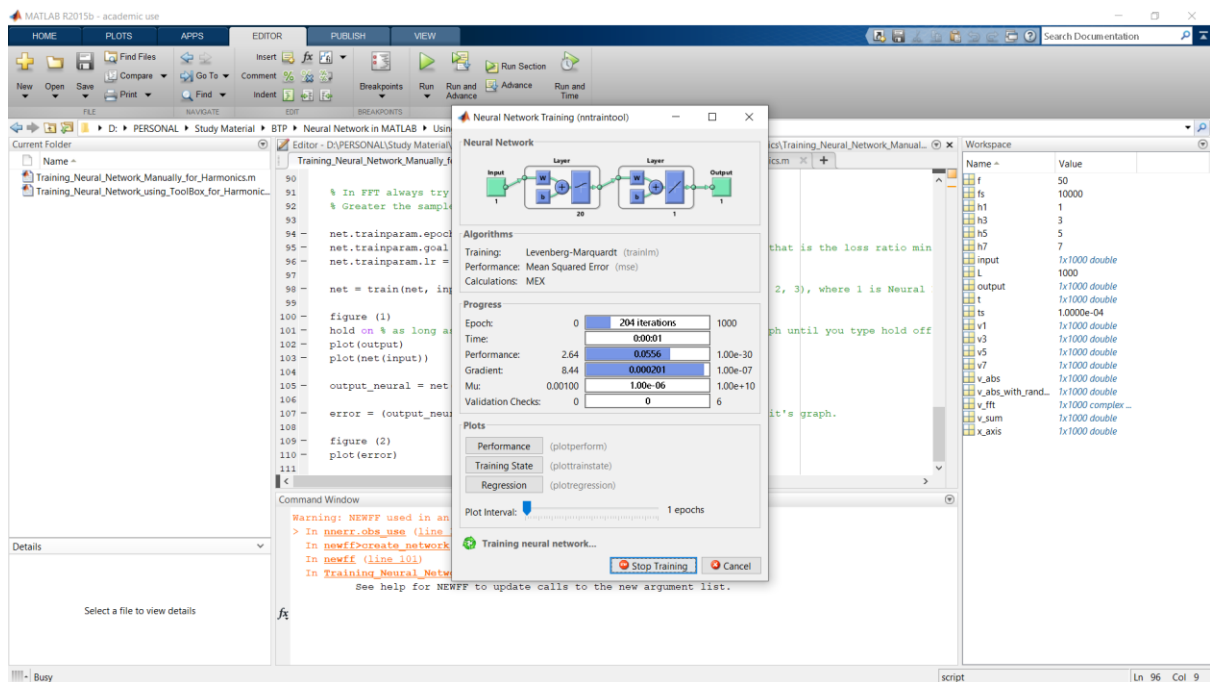 MATLAB R2015b - academic use
HOME PLOTS APPS EDITOR PUBLISH VIEW Search Documentation
New Open Save Find Files Compare Print Go To Find Insert fx Comment Indent Breakpoints Run Run and Advance Run Section Advance Run and Time
FILE NAVIGATE EDIT BREAKPOINTS
D: PERSONAL Study Material BTP Neural Network in MATLAB Usin
Current Folder
Name
Training_Neural_Network_Manually_for_Harmonics.m
Training_Neural_Network_using_ToolBox_for_Harmonic...
Details
Select a file to view details
Editor - D:\PERSONAL\Study Material\ ics\Training_Neural_Network_Manual...
Training_Neural_Network_Manually_f ics.m
90
91 % In FFT always try
92 % Greater the sample
93
94 - net.trainparam.epoch
95 - net.trainparam.goal that is the loss ratio min
96 - net.trainparam.lr =
97
98 - net = train(net, inp 2, 3), where 1 is Neural
99
100 - figure (1)
101 - hold on % as long as ph until you type hold off
102 - plot(output)
103 - plot(net(input))
104
105 - output_neural = net
106
107 - error = (output_neur it's graph.
108
109 - figure (2)
110 - plot(error)
111
Command Window
Warning: NEWFF used in an
> In nnerr.obs_use (line
In newff>create_network
In newff (line 101)
In Training_Neural_Netw
See help for NEWFF to update calls to the new argument list.
fx
Neural Network Training (nntraintool)
Neural Network
Input Layer Layer Output
W b W b
1 20 1 1
Algorithms
Training: Levenberg-Marquardt (trainlm)
Performance: Mean Squared Error (mse)
Calculations: MEX
Progress
Epoch: 0 204 iterations 1000
Time: 0:00:01
Performance: 2.64 0.0556 1.00e-30
Gradient: 8.44 0.000201 1.00e-07
Mu: 0.00100 1.00e-06 1.00e+10
Validation Checks: 0 0 6
Plots
Performance (plotperform)
Training State (plottrainstate)
Regression (plotregression)
Plot Interval: 1 epochs
Training neural network...
Stop Training Cancel
Workspace
Name Value
f 50
fs 10000
h1 1
h3 3
h5 5
h7 7
input 1x1000 double
L 1000
output 1x1000 double
t 1x1000 double
ts 1.0000e-04
v1 1x1000 double
v3 1x1000 double
v5 1x1000 double
v7 1x1000 double
v_abs 1x1000 double
v_abs_with_rand... 1x1000 double
v_fft 1x1000 complex ...
v_sum 1x1000 double
x_axis 1x1000 double
Busy script Ln 96 Col 9